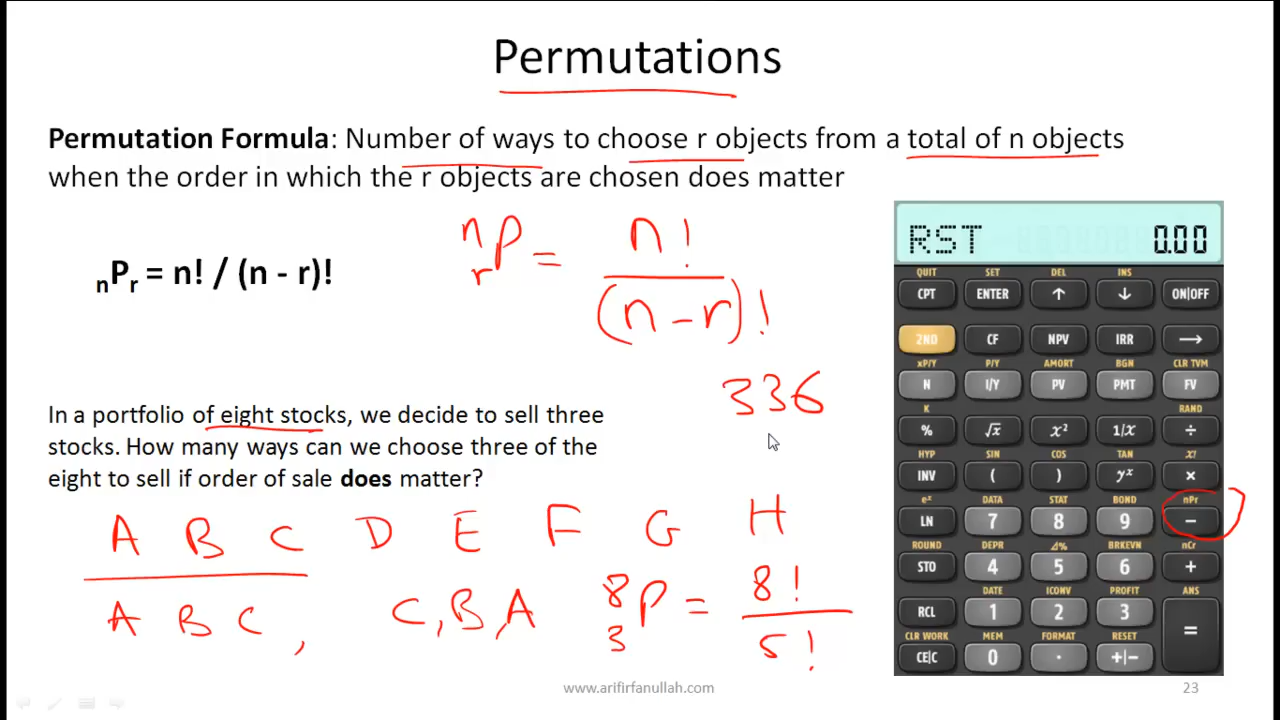 Permutations
Permutation Formula: Number of ways to choose r objects from a total of n objects
when the order in which the r objects are chosen does matter
nPr = n! / (n - r)!
n
r P = n!
(n-r)!
336
In a portfolio of eight stocks, we decide to sell three
stocks. How many ways can we choose three of the
eight to sell if order of sale does matter?
A B C D E F G H
A B C , C, B, A
8
3 P = 8!
5!
RST 0.00
QUIT SET DEL INS
CPT ENTER ↑ ↓ ON|OFF
2ND CF NPV IRR →
xP/Y P/Y AMORT BGN CLR TVM
N I/Y PV PMT FV
K RAND
% √x x² 1/X ÷
HYP SIN COS TAN X!
INV ( ) yˣ ×
eˣ DATA STAT BOND nPr
LN 7 8 9 −
ROUND DEPR Δ% BRKEVN nCr
STO 4 5 6 +
DATE ICONV PROFIT ANS
RCL 1 2 3 =
CLR WORK MEM FORMAT RESET
CE|C 0 . +|−
www.arifirfanullah.com
23